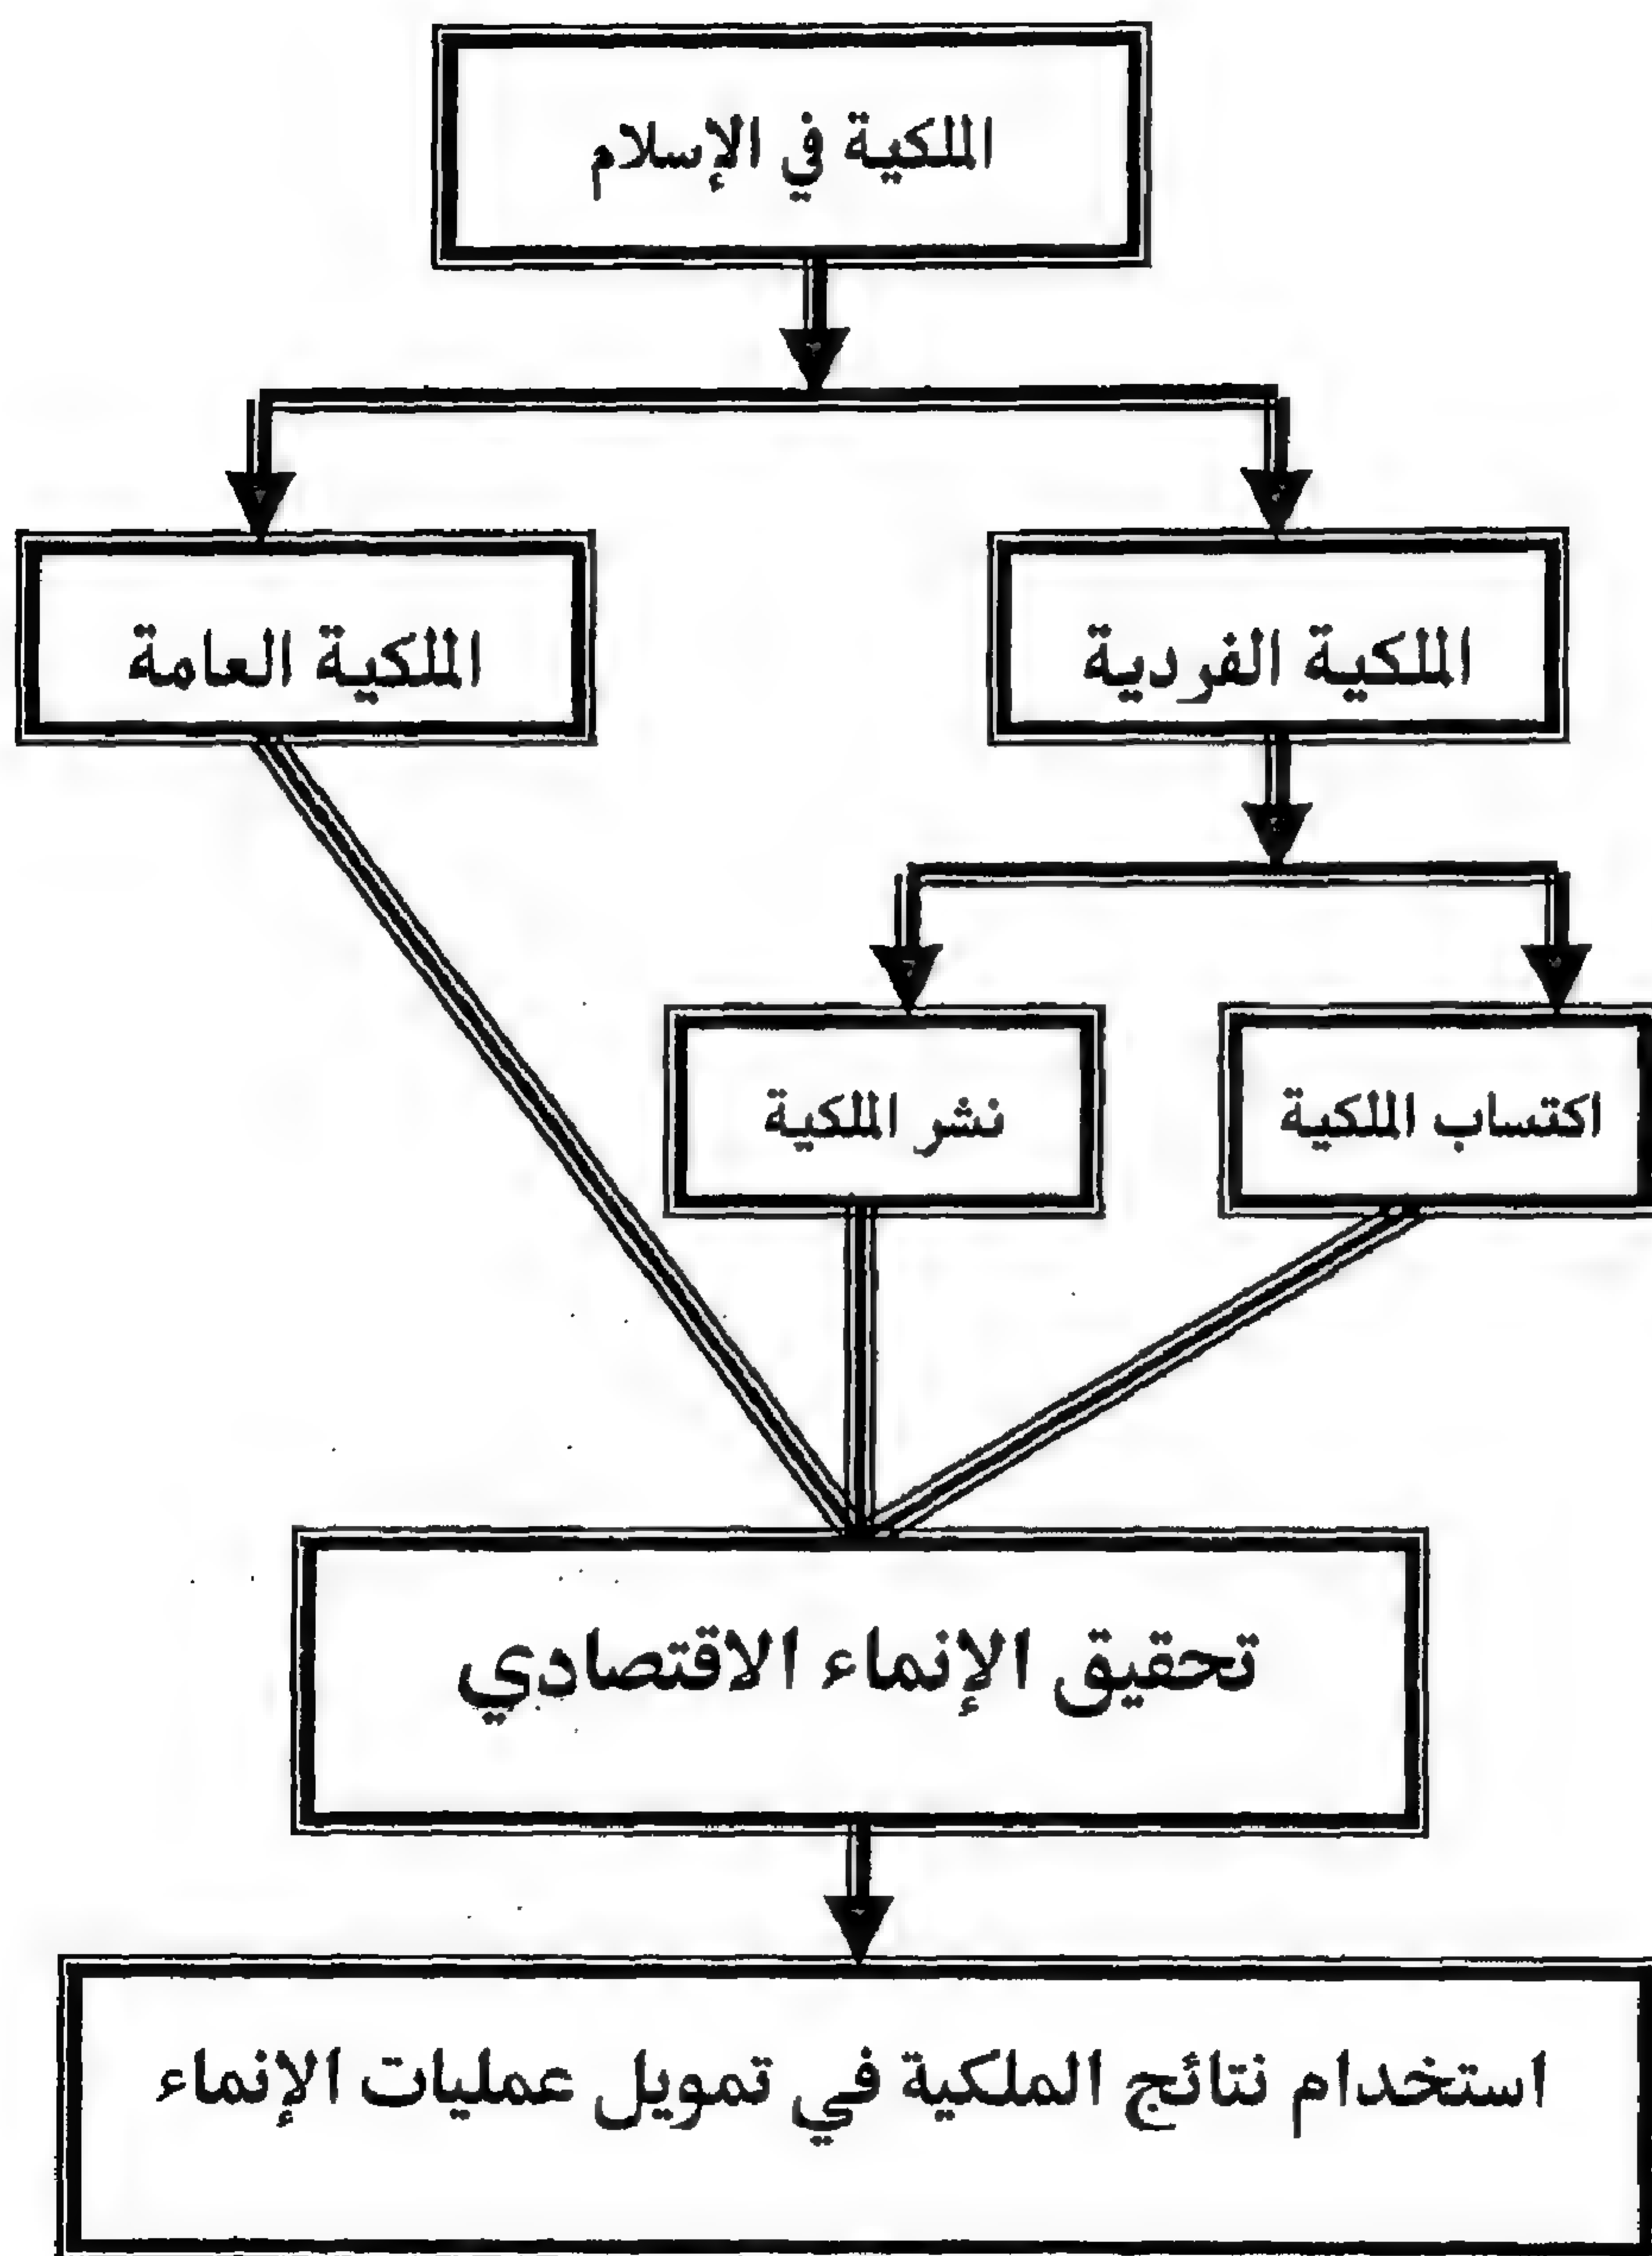 الملكية في الإسلام
الملكية الفردية
الملكية العامة
اكتساب الملكية
نشر الملكية
تحقيق الإنماء الاقتصادي
استخدام نتائج الملكية في تمويل عمليات الإنماء